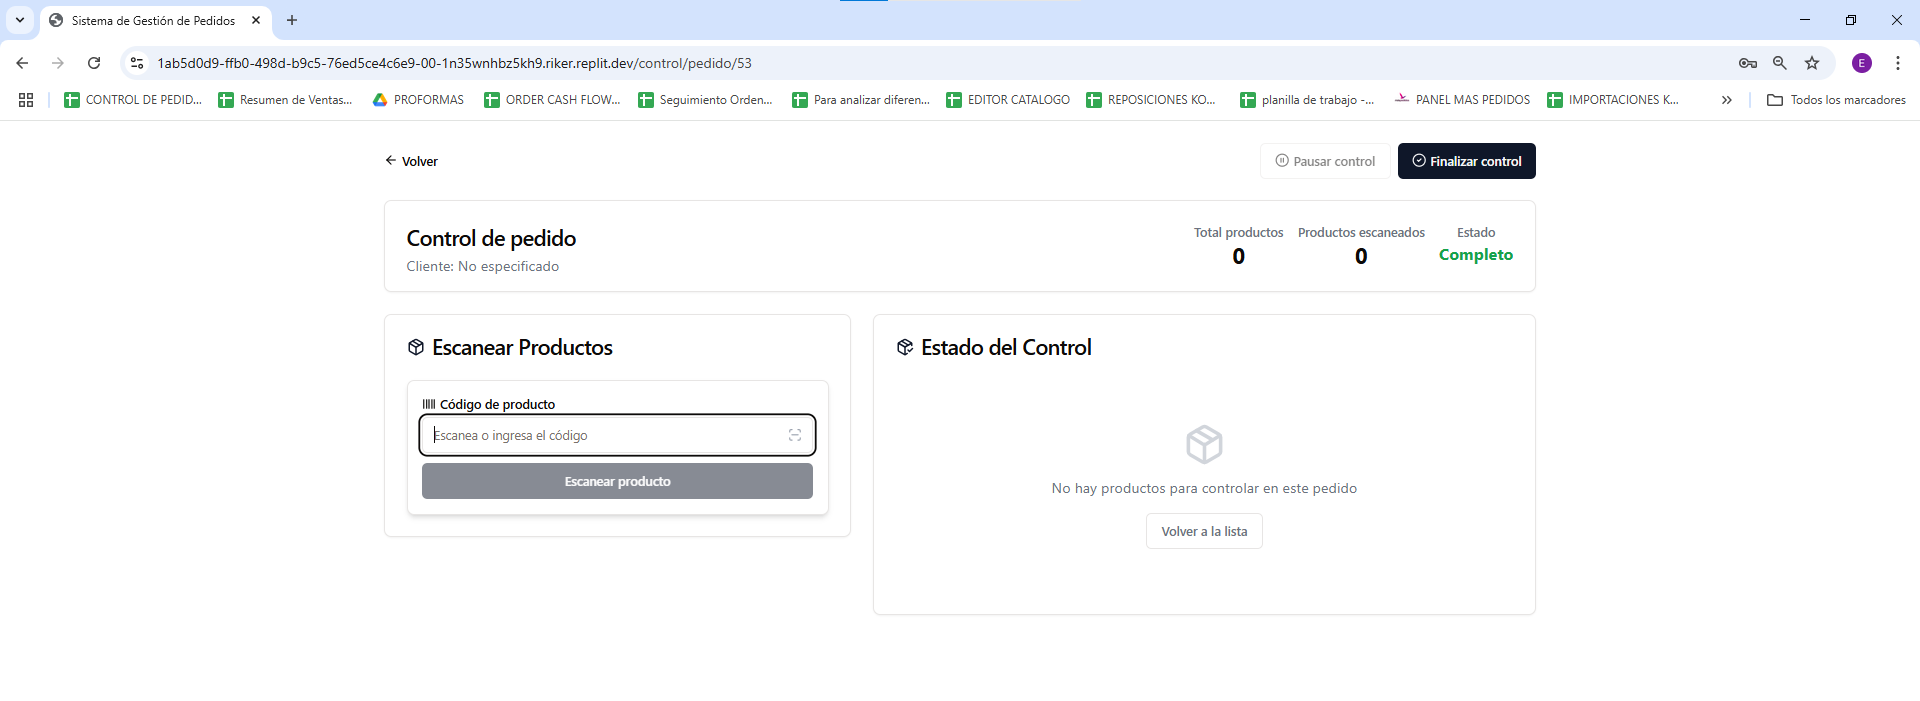 Sistema de Gestión de Pedidos
1ab5d0d9-ffb0-498d-b9c5-76ed5ce4c6e9-00-1n35wnhbz5kh9.riker.replit.dev/control/pedido/53
E
CONTROL DE PEDID...
Resumen de Ventas...
PROFORMAS
ORDER CASH FLOW...
Seguimiento Orden...
Para analizar diferen...
EDITOR CATALOGO
REPOSICIONES KO...
planilla de trabajo -...
PANEL MAS PEDIDOS
IMPORTACIONES K...
Todos los marcadores
Volver
Pausar control
Finalizar control
Control de pedido
Cliente: No especificado
Total productos
0
Productos escaneados
0
Estado
Completo
Escanear Productos
Código de producto
Escanea o ingresa el código
Escanear producto
Estado del Control
No hay productos para controlar en este pedido
Volver a la lista